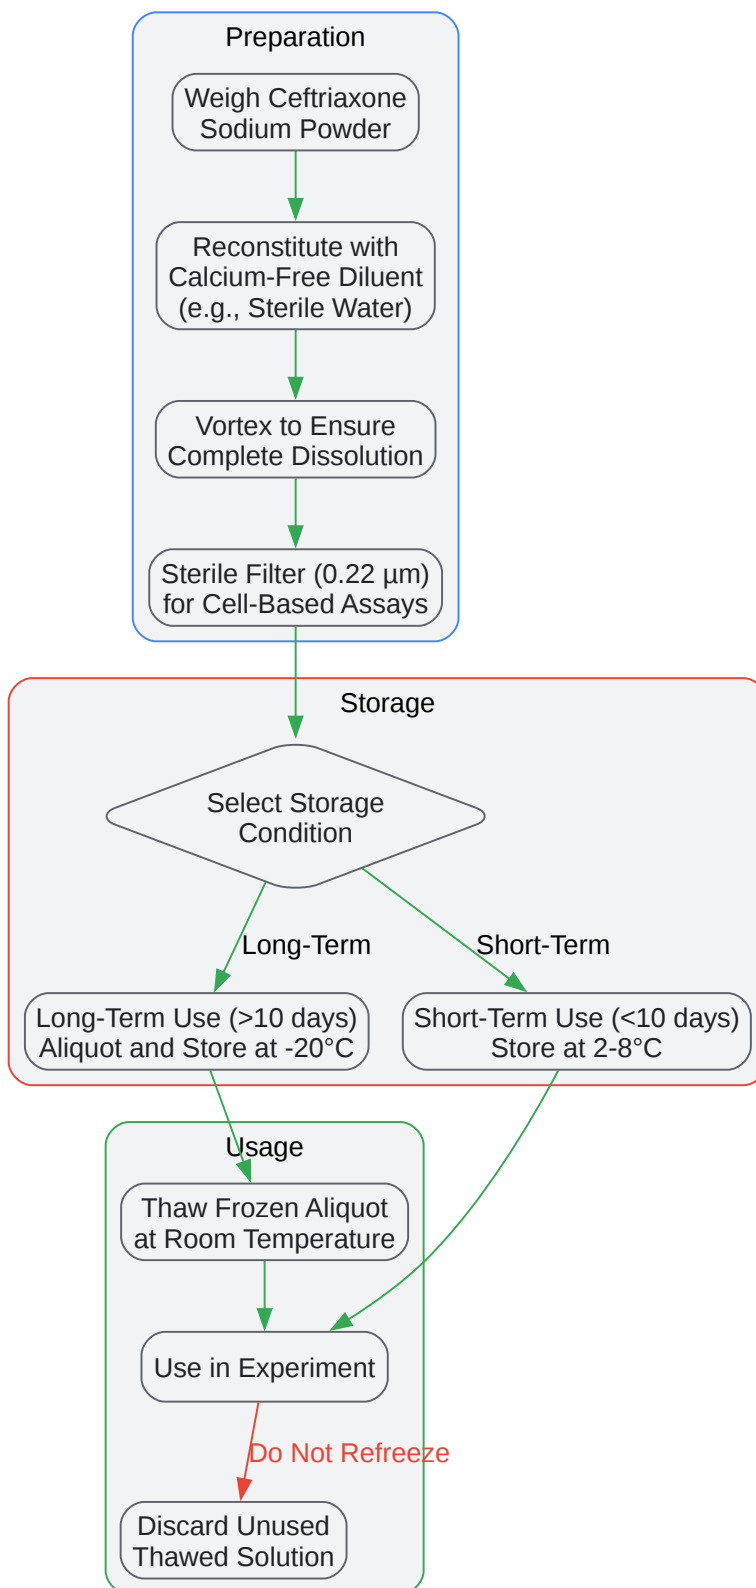 Preparation
Weigh Ceftriaxone
Sodium Powder
Reconstitute with
Calcium-Free Diluent
(e.g., Sterile Water)
Vortex to Ensure
Complete Dissolution
Sterile Filter (0.22 µm)
for Cell-Based Assays
Storage
Select Storage
Condition
Long-Term
Short-Term
Long-Term Use (>10 days)
Aliquot and Store at -20°C
Short-Term Use (<10 days)
Store at 2-8°C
Usage
Thaw Frozen Aliquot
at Room Temperature
Use in Experiment
Do Not Refreeze
Discard Unused
Thawed Solution